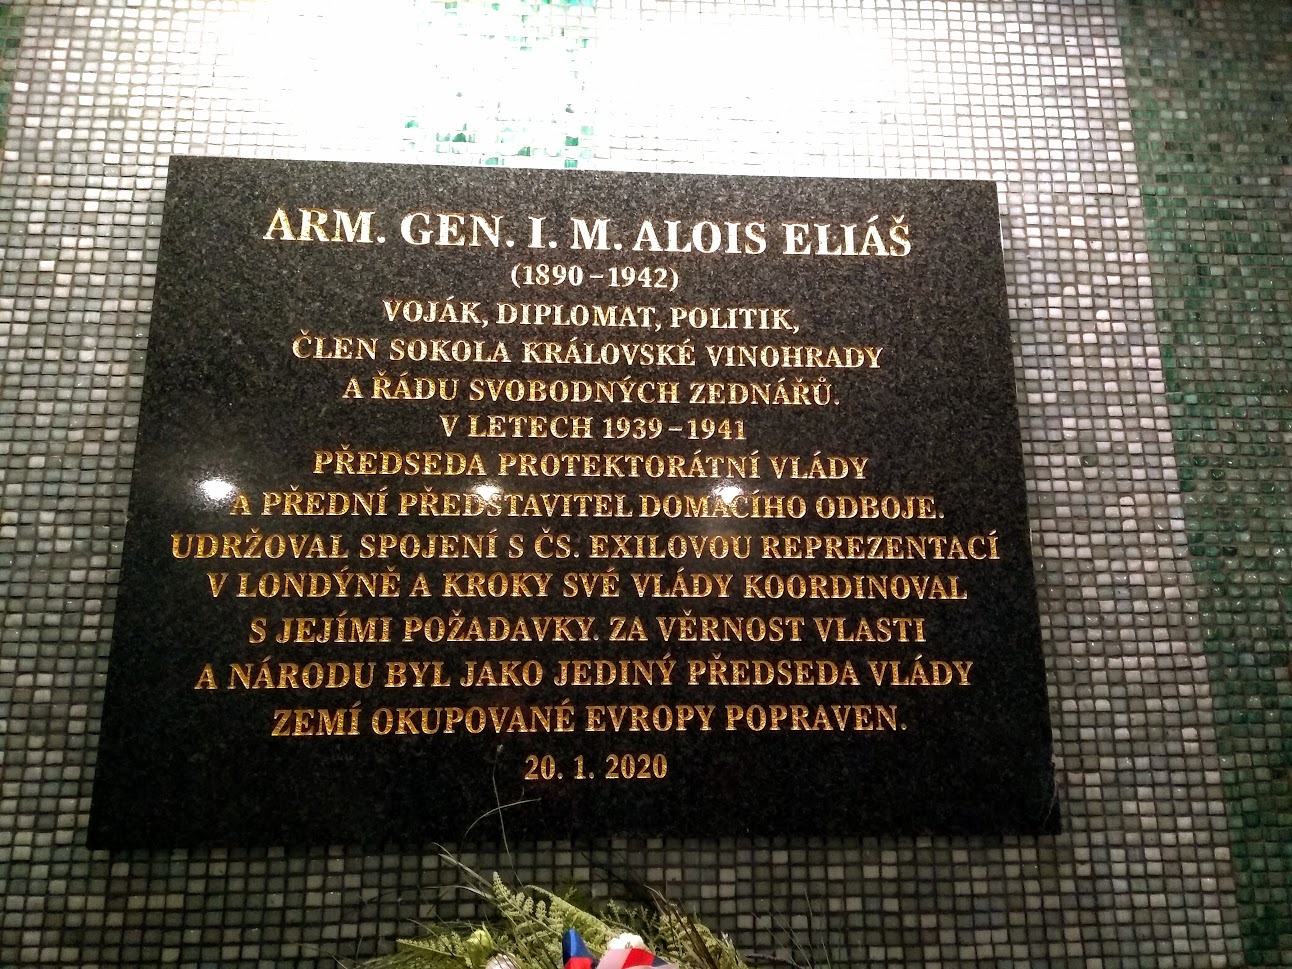 ARM. GEN. I. M. ALOIS ELIÁŠ
(1890–1942)
VOJÁK, DIPLOMAT, POLITIK,
ČLEN SOKOLA KRÁLOVSKÉ VINOHRADY
A ŘÁDU SVOBODNÝCH ZEDNÁŘŮ.
V LETECH 1939–1941
PŘEDSEDA PROTEKTORÁTNÍ VLÁDY
A PŘEDNÍ PŘEDSTAVITEL DOMÁCÍHO ODBOJE.
UDRŽOVAL SPOJENÍ S ČS. EXILOVOU REPREZENTACÍ
V LONDÝNĚ A KROKY SVÉ VLÁDY KOORDINOVAL
S JEJÍMI POŽADAVKY. ZA VĚRNOST VLASTI
A NÁRODU BYL JAKO JEDINÝ PŘEDSEDA VLÁDY
ZEMÍ OKUPOVANÉ EVROPY POPRAVEN.
20. 1. 2020